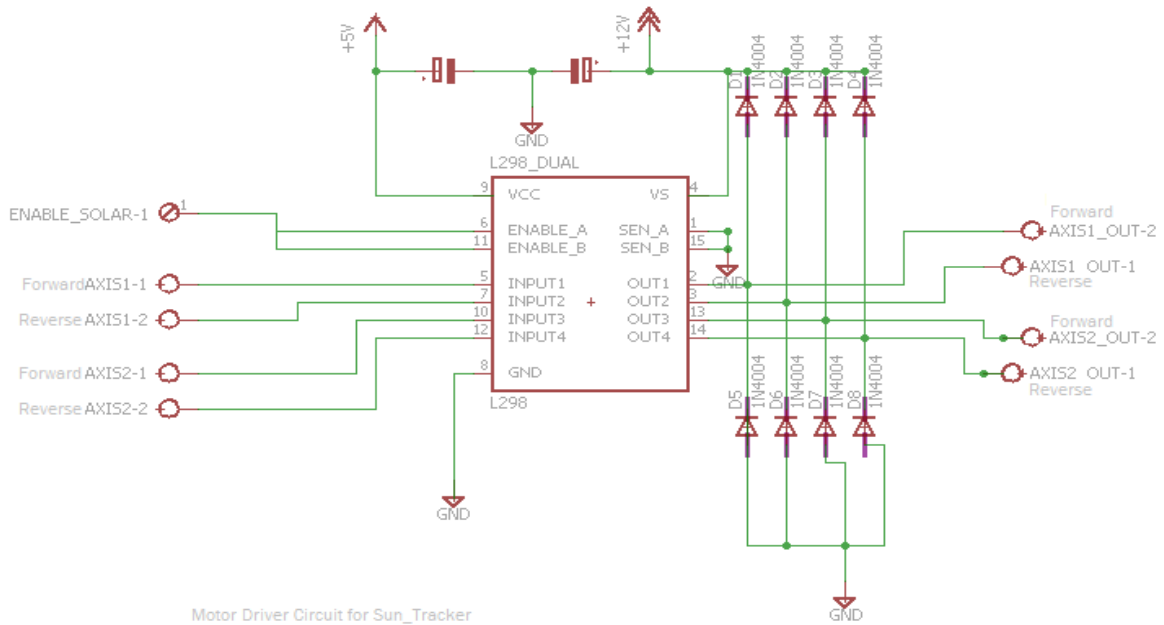 +5V
+12V
D1
1N4004
D2
1N4004
D3
1N4004
D4
1N4004
GND
L298_DUAL
9 VCC VS 4
ENABLE_SOLAR-1 1
6 ENABLE_A SEN_A 1
11 ENABLE_B SEN_B 15
GND
Forward
AXIS1_OUT-2
AXIS1_OUT-1
Reverse
Forward AXIS1-1
5 INPUT1 OUT1 2
Reverse AXIS1-2
7 INPUT2 OUT2 3
10 INPUT3 OUT3 13
12 INPUT4 OUT4 14
Forward
AXIS2_OUT-2
AXIS2_OUT-1
Reverse
Forward AXIS2-1
8 GND
Reverse AXIS2-2
L298
D5
1N4004
D6
1N4004
D7
1N4004
D8
1N4004
GND
GND
Motor Driver Circuit for Sun_Tracker